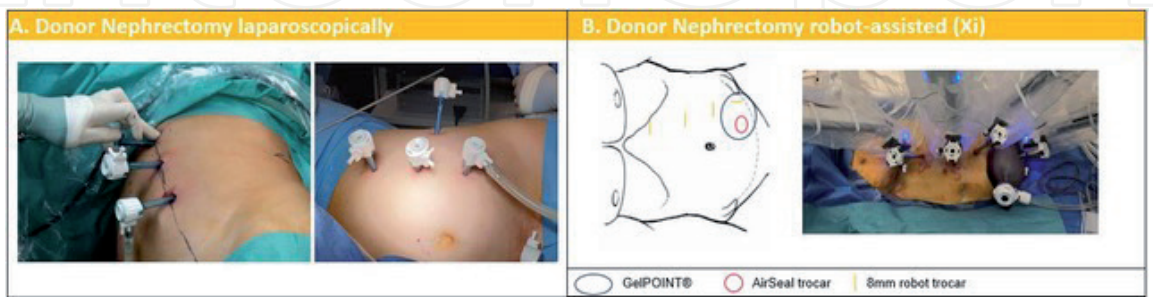 A. Donor Nephrectomy laparoscopically
B. Donor Nephrectomy robot-assisted (Xi)
GelPOINT® AirSeal trocar 8mm robot trocar